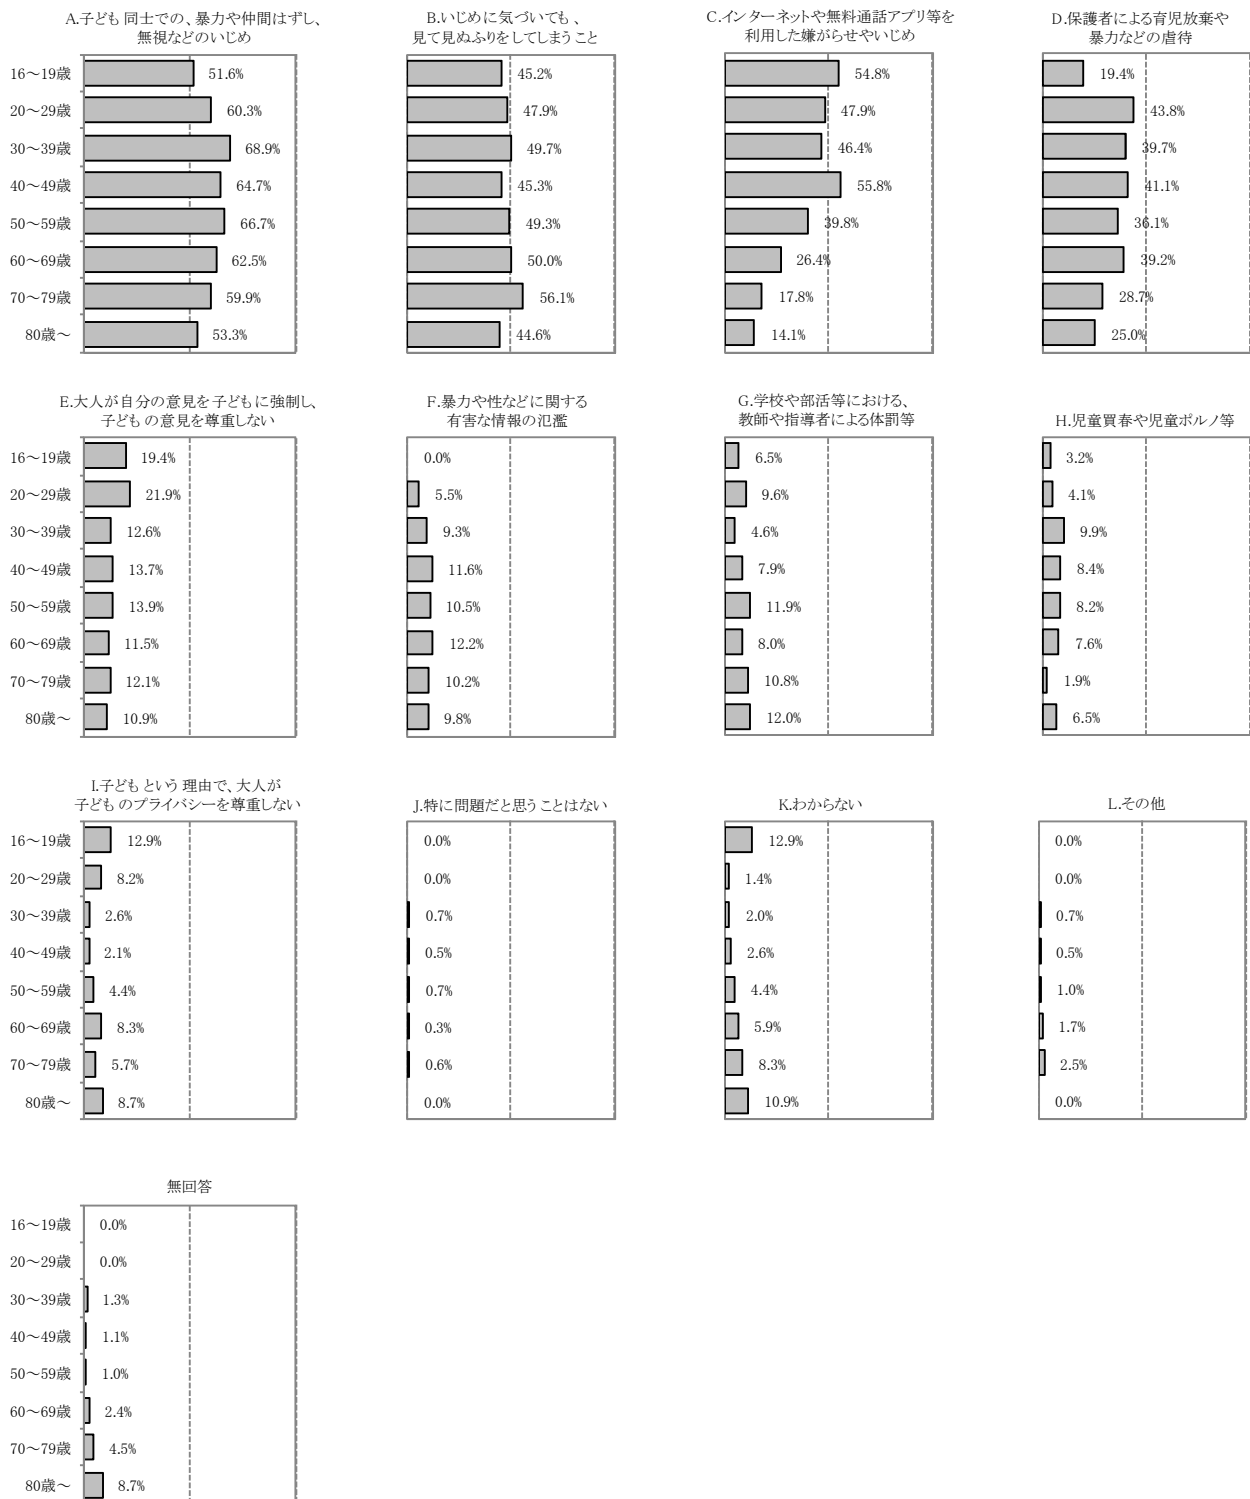 A.子ども同士での、暴力や仲間はずし、
無視などのいじめ
16～19歳 51.6%
20～29歳 60.3%
30～39歳 68.9%
40～49歳 64.7%
50～59歳 66.7%
60～69歳 62.5%
70～79歳 59.9%
80歳～ 53.3%
B.いじめに気づいても、
見て見ぬふりをしてしまうこと
45.2%
47.9%
49.7%
45.3%
49.3%
50.0%
56.1%
44.6%
C.インターネットや無料通話アプリ等を
利用した嫌がらせやいじめ
54.8%
47.9%
46.4%
55.8%
39.8%
26.4%
17.8%
14.1%
D.保護者による育児放棄や
暴力などの虐待
19.4%
43.8%
39.7%
41.1%
36.1%
39.2%
28.7%
25.0%
E.大人が自分の意見を子どもに強制し、
子どもの意見を尊重しない
16～19歳 19.4%
20～29歳 21.9%
30～39歳 12.6%
40～49歳 13.7%
50～59歳 13.9%
60～69歳 11.5%
70～79歳 12.1%
80歳～ 10.9%
F.暴力や性などに関する
有害な情報の氾濫
0.0%
5.5%
9.3%
11.6%
10.5%
12.2%
10.2%
9.8%
G.学校や部活等における、
教師や指導者による体罰等
6.5%
9.6%
4.6%
7.9%
11.9%
8.0%
10.8%
12.0%
H.児童買春や児童ポルノ等
3.2%
4.1%
9.9%
8.4%
8.2%
7.6%
1.9%
6.5%
I.子どもという理由で、大人が
子どものプライバシーを尊重しない
16～19歳 12.9%
20～29歳 8.2%
30～39歳 2.6%
40～49歳 2.1%
50～59歳 4.4%
60～69歳 8.3%
70～79歳 5.7%
80歳～ 8.7%
J.特に問題だと思うことはない
0.0%
0.0%
0.7%
0.5%
0.7%
0.3%
0.6%
0.0%
K.わからない
12.9%
1.4%
2.0%
2.6%
4.4%
5.9%
8.3%
10.9%
L.その他
0.0%
0.0%
0.7%
0.5%
1.0%
1.7%
2.5%
0.0%
無回答
16～19歳 0.0%
20～29歳 0.0%
30～39歳 1.3%
40～49歳 1.1%
50～59歳 1.0%
60～69歳 2.4%
70～79歳 4.5%
80歳～ 8.7%